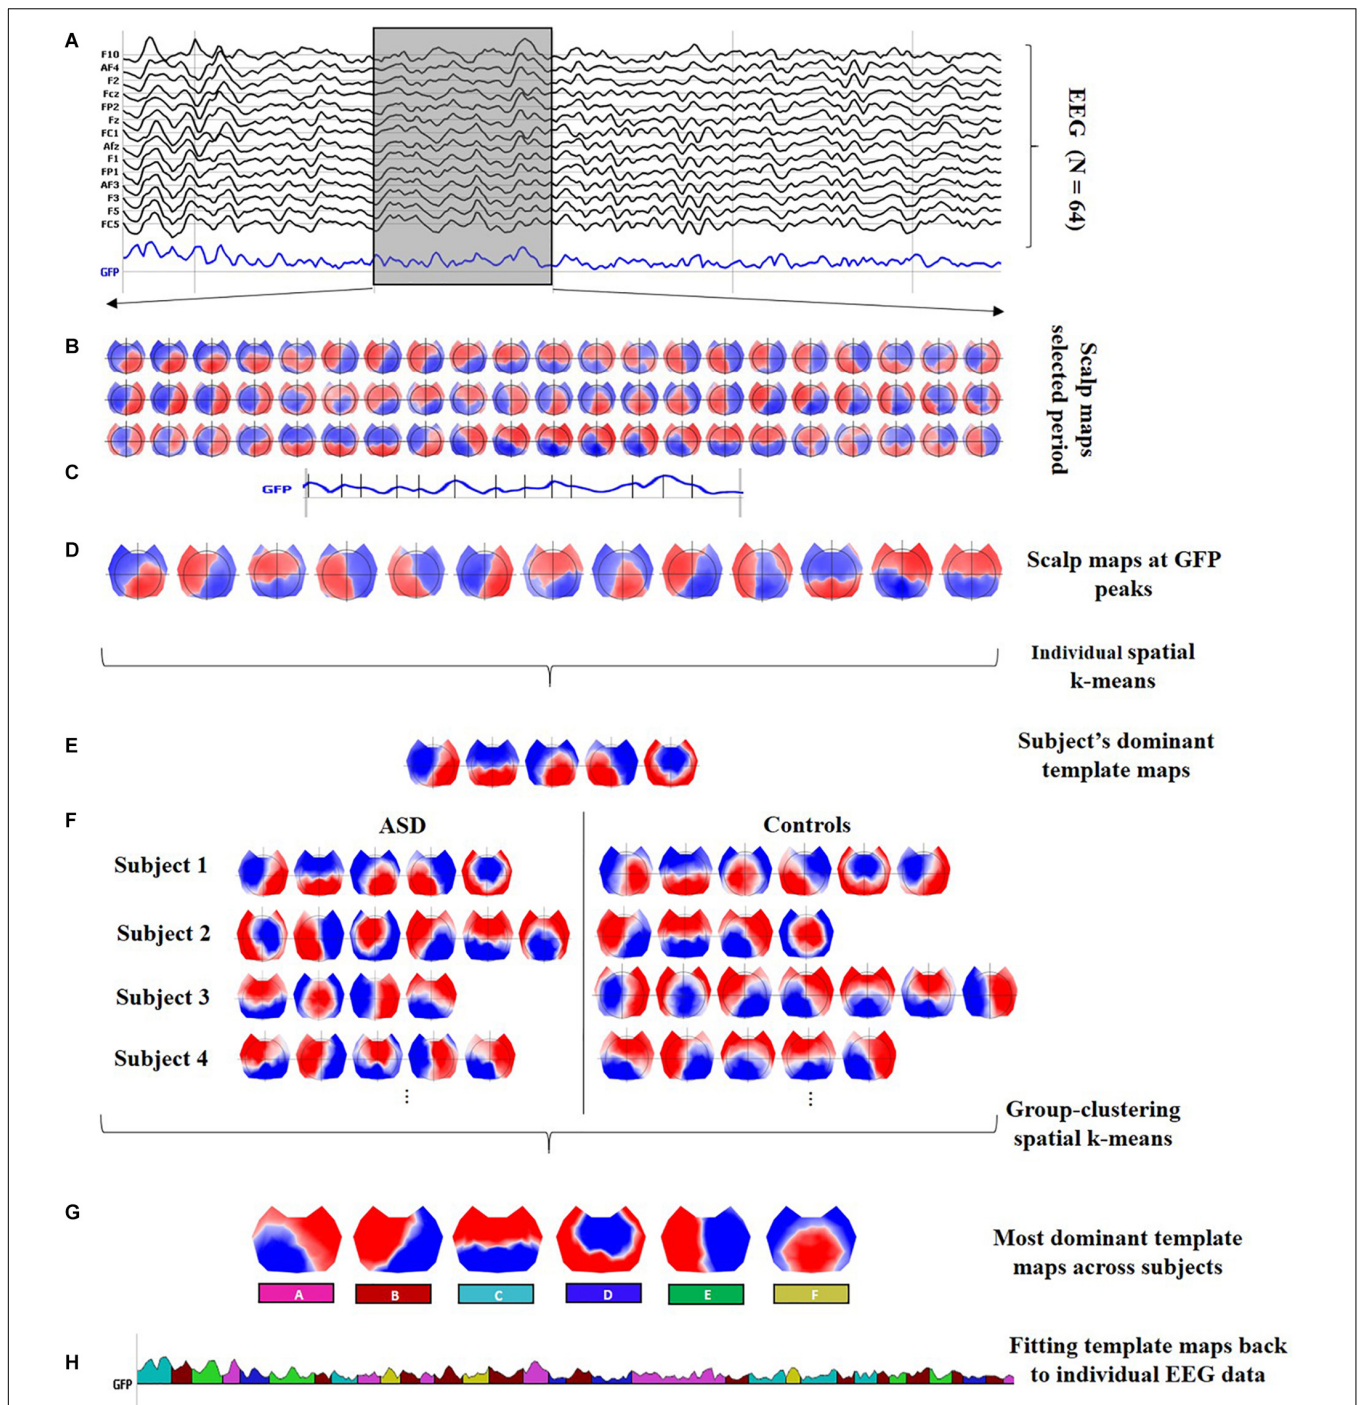 A
F10
AF4
F2
Fcz
FP2
Fz
FC1
Afz
F1
FP1
AF3
F3
F5
FC5
GFP
EEG (N = 64)
B
Scalp maps
selected period
C
GFP
D
Scalp maps at GFP
peaks
Individual spatial
k-means
E
Subject's dominant
template maps
F
ASD
Controls
Subject 1
Subject 2
Subject 3
Subject 4
⋮
⋮
Group-clustering
spatial k-means
G
Most dominant template
maps across subjects
A
B
C
D
E
F
H
Fitting template maps back
to individual EEG data
GFP